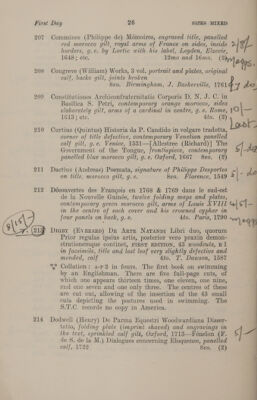 First Day 26 SIZES MIXED
207 Commines (Philippe de) Mémoires, engraved title, panelled
red morocco gilt, royal arms of France on sides, inside
borders, g.e. by Lortic with his label, Leyden, Elzevir,
1648; etc. 12mo and 16mo. (3)
208 Congreve (William) Works, 3 vol. portrait and plates, original
calf, backs gilt, joints broken
8vo. Birmingham, J. Baskerville, 1761
209 Constitutiones Archiconfraternitatis Corporis D. N. J. C. in
Basilica S. Petri, contemporary orange morocco, sides
elaborately gilt, arms of a cardinal in centre, g.e. Roma,
1613; etc. 4to. (3)
210 Curtius (Quintus) Historia da P. Candido in volgare tradotta,
corner of title defective, contemporary Venetian panelled
calf gilt, g.e. Venice, 1531—[Allestree (Richard)] The
Government of the Tongue, frontispiece, contemporary
panelled blue morocco gilt, g.e. Oxford, 1667 8vo. (2)
211 Dactius (Andreas) Poemata, signature of Philippe Desportes
on title, morocco gilt, g.e. 8vo. Florence, 1549
212 Découvertes des François en 1768 & 1769 dans le sud-est
de la Nouvelle Guinée, twelve folding maps and plates,
contemporary green morocco gilt, arms of Louis XVIII
in the centre of each cover and his crowned cypher in
four panels on back, g.e. 4to. Paris, 1790
213 DIGBY (EVERARD) DE ARTE NATANDI Libri duo, quorum
Prior regulas ipsius artis, posterior vero praxin demon-
strationemque continet, FIRST EDITION, 43 woodcuts, R 1
in facsimile, title and last leaf very slightly defective and
mended, calf 4to. T. Dawson, 1587
Collation: A-P 2 in fours. The first book on swimming
by an Englishman. There are five full-page cuts, of
which one appears thirteen times, one eleven, one nine,
and one seven and one only three. The centres of these
are cut out, allowing of the insertion of the 43 small
cuts depicting the postures used in swimming. The
S.T.C. records no copy in America.
214 Dodwell (Henry) De Parma Equestri Woodwardiana Disser-
tatio, folding plate (imprint shaved) and engravings in
the text, sprinkled calf gilt, Oxford, 1713—Fénelon (F.
de S. de la M.) Dialogues concerning Eloquence, panelled
calf, 1722 8vo. (2)